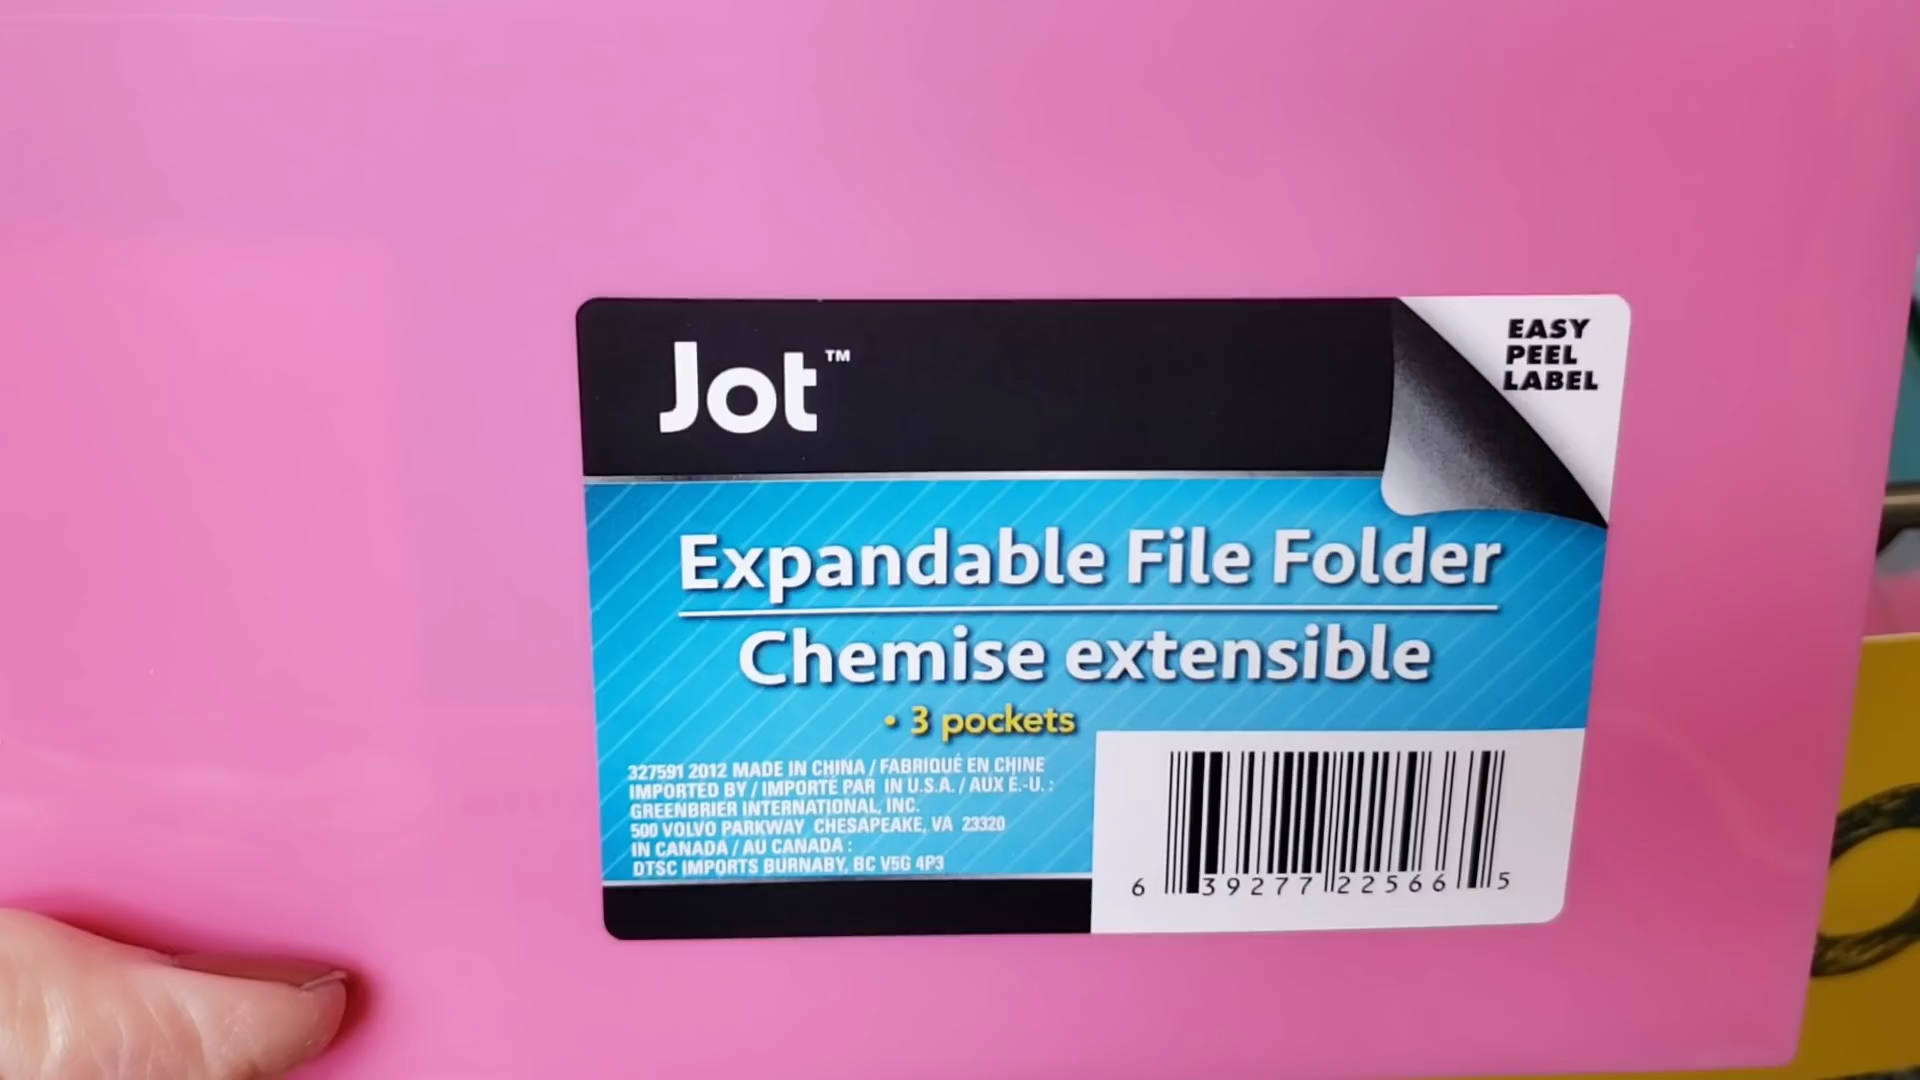 Jot™
EASY
PEEL
LABEL
Expandable File Folder
Chemise extensible
• 3 pockets
327591 2012 MADE IN CHINA / FABRIQUÉ EN CHINE
IMPORTED BY / IMPORTÉ PAR IN U.S.A. / AUX É.-U. :
GREENBRIER INTERNATIONAL, INC.
500 VOLVO PARKWAY CHESAPEAKE, VA 23320
IN CANADA / AU CANADA :
DTSC IMPORTS BURNABY, BC V5G 4P3
6 39277 22566 5